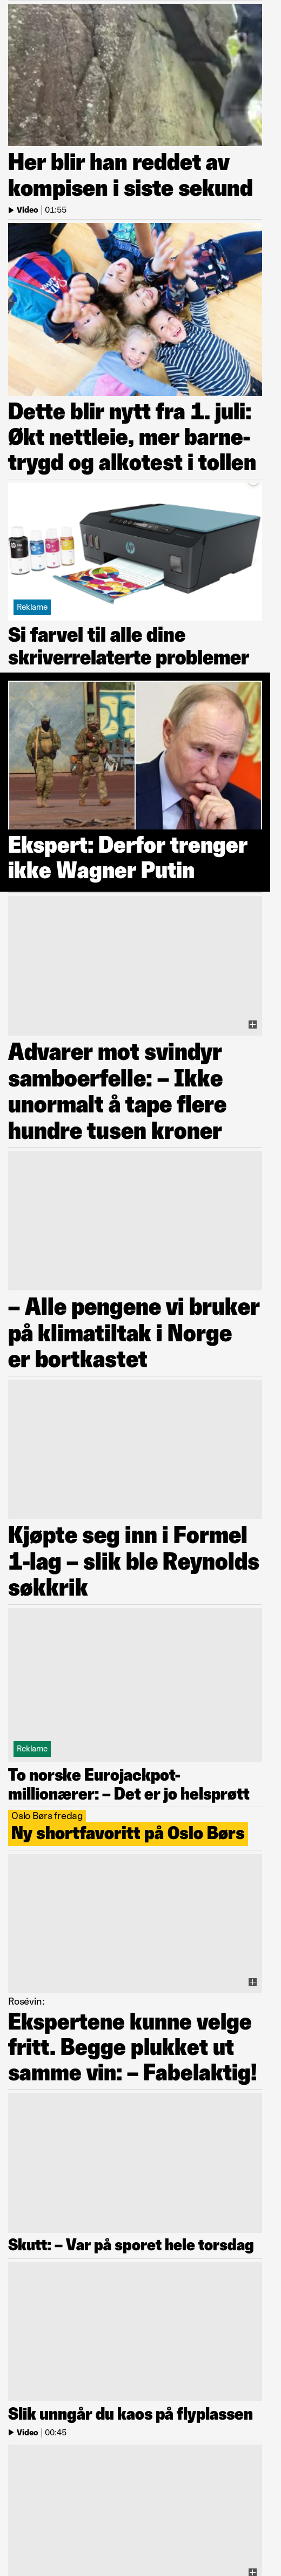 Her blir han reddet av
kompisen i siste sekund
Video | 01:55
Dette blir nytt fra 1. juli:
Økt nettleie, mer barne-
trygd og alkotest i tollen
Reklame
Si farvel til alle dine
skriverrelaterte problemer
Ekspert: Derfor trenger
ikke Wagner Putin
Advarer mot svindyr
samboerfelle: – Ikke
unormalt å tape flere
hundre tusen kroner
– Alle pengene vi bruker
på klimatiltak i Norge
er bortkastet
Kjøpte seg inn i Formel
1-lag – slik ble Reynolds
søkkrik
Reklame
To norske Eurojackpot-
millionærer: – Det er jo helsprøtt
Oslo Børs fredag
Ny shortfavoritt på Oslo Børs
Rosévin:
Ekspertene kunne velge
fritt. Begge plukket ut
samme vin: – Fabelaktig!
Skutt: – Var på sporet hele torsdag
Slik unngår du kaos på flyplassen
Video | 00:45